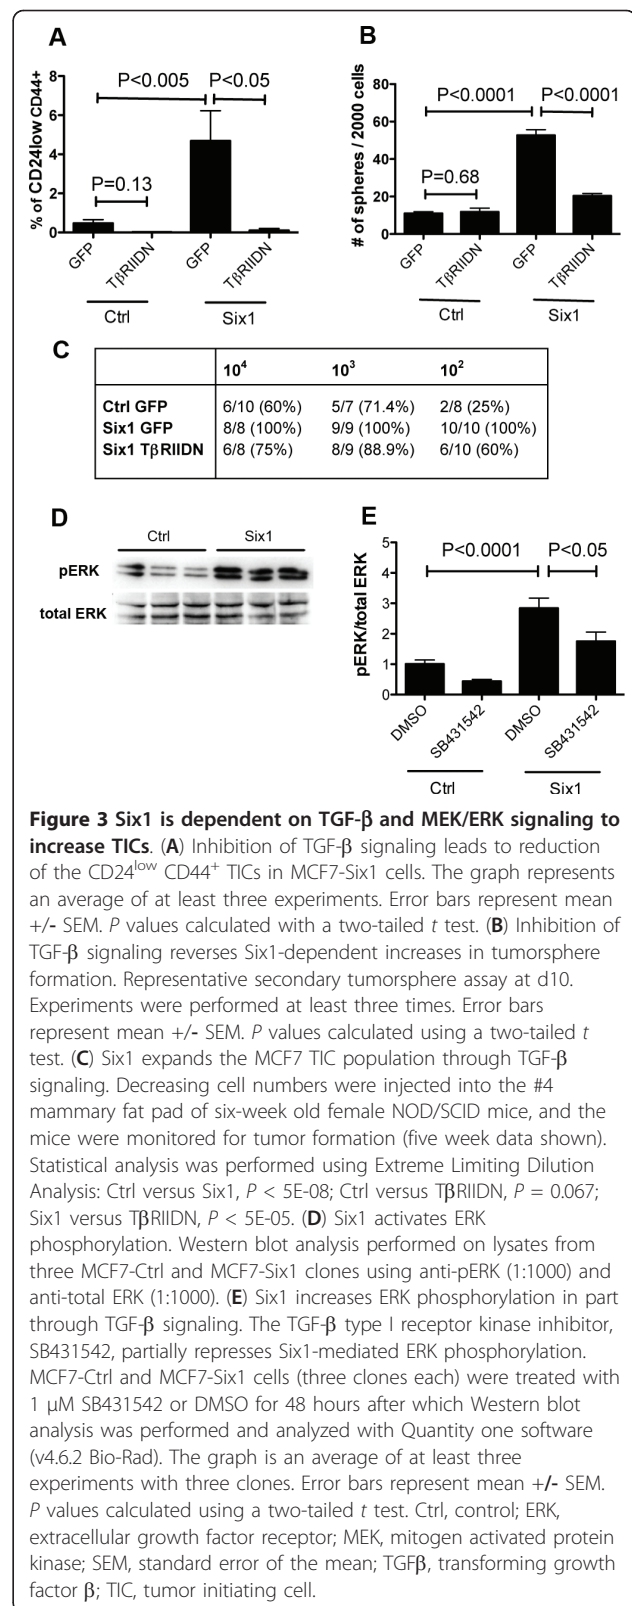 A
8
6
4
2
0
% of CD24low CD44+
P<0.005
P<0.05
P=0.13
GFP
TβRIIDN
GFP
TβRIIDN
Ctrl
Six1
B
80
60
40
20
0
# of spheres / 2000 cells
P<0.0001
P<0.0001
P=0.68
GFP
TβRIIDN
GFP
TβRIIDN
Ctrl
Six1
C
10⁴ 10³ 10²
Ctrl GFP 6/10 (60%) 5/7 (71.4%) 2/8 (25%)
Six1 GFP 8/8 (100%) 9/9 (100%) 10/10 (100%)
Six1 TβRIIDN 6/8 (75%) 8/9 (88.9%) 6/10 (60%)
D
Ctrl
Six1
pERK
total ERK
E
5
4
3
2
1
0
pERK/total ERK
P<0.0001
P<0.05
DMSO
SB431542
DMSO
SB431542
Ctrl
Six1
Figure 3 Six1 is dependent on TGF-β and MEK/ERK signaling to
increase TICs. (A) Inhibition of TGF-β signaling leads to reduction
of the CD24ˡᵒʷ CD44⁺ TICs in MCF7-Six1 cells. The graph represents
an average of at least three experiments. Error bars represent mean
+/- SEM. P values calculated with a two-tailed t test. (B) Inhibition of
TGF-β signaling reverses Six1-dependent increases in tumorsphere
formation. Representative secondary tumorsphere assay at d10.
Experiments were performed at least three times. Error bars
represent mean +/- SEM. P values calculated using a two-tailed t
test. (C) Six1 expands the MCF7 TIC population through TGF-β
signaling. Decreasing cell numbers were injected into the #4
mammary fat pad of six-week old female NOD/SCID mice, and the
mice were monitored for tumor formation (five week data shown).
Statistical analysis was performed using Extreme Limiting Dilution
Analysis: Ctrl versus Six1, P < 5E-08; Ctrl versus TβRIIDN, P = 0.067;
Six1 versus TβRIIDN, P < 5E-05. (D) Six1 activates ERK
phosphorylation. Western blot analysis performed on lysates from
three MCF7-Ctrl and MCF7-Six1 clones using anti-pERK (1:1000) and
anti-total ERK (1:1000). (E) Six1 increases ERK phosphorylation in part
through TGF-β signaling. The TGF-β type I receptor kinase inhibitor,
SB431542, partially represses Six1-mediated ERK phosphorylation.
MCF7-Ctrl and MCF7-Six1 cells (three clones each) were treated with
1 μM SB431542 or DMSO for 48 hours after which Western blot
analysis was performed and analyzed with Quantity one software
(v4.6.2 Bio-Rad). The graph is an average of at least three
experiments with three clones. Error bars represent mean +/- SEM.
P values calculated using a two-tailed t test. Ctrl, control; ERK,
extracellular growth factor receptor; MEK, mitogen activated protein
kinase; SEM, standard error of the mean; TGFβ, transforming growth
factor β; TIC, tumor initiating cell.